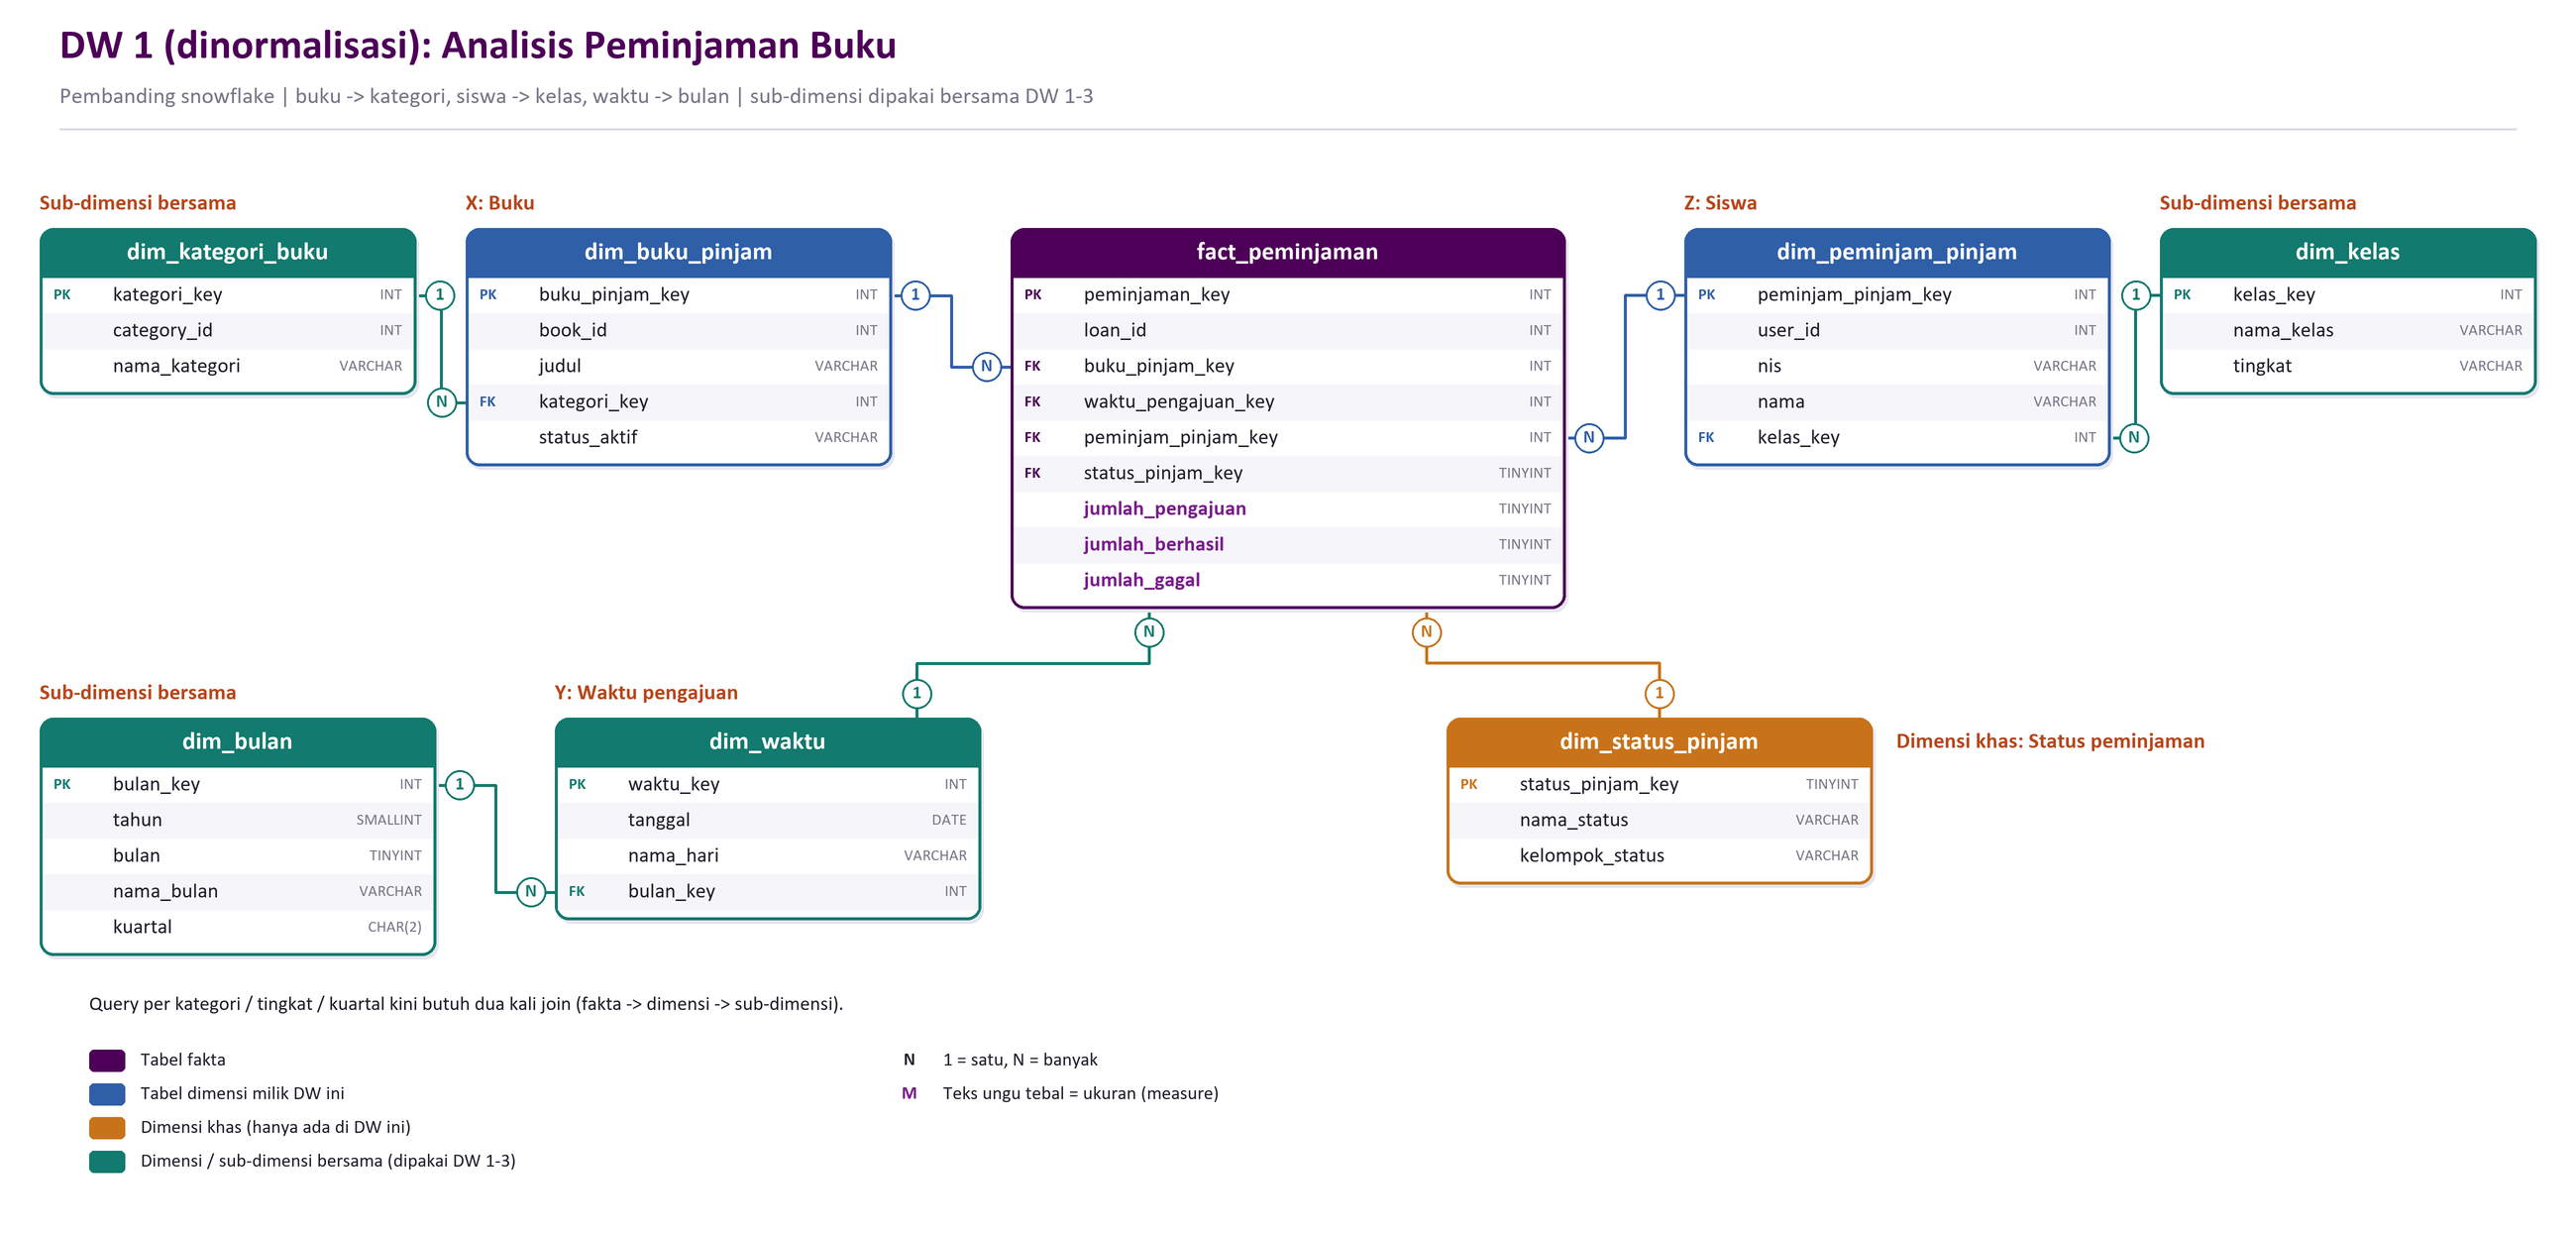 DW 1 (dinormalisasi): Analisis Peminjaman Buku
Pembanding snowflake | buku -> kategori, siswa -> kelas, waktu -> bulan | sub-dimensi dipakai bersama DW 1-3
Sub-dimensi bersama
dim_kategori_buku
PK kategori_key INT
category_id INT
nama_kategori VARCHAR
1
N
X: Buku
dim_buku_pinjam
PK buku_pinjam_key INT
book_id INT
judul VARCHAR
FK kategori_key INT
status_aktif VARCHAR
1
N
fact_peminjaman
PK peminjaman_key INT
loan_id INT
FK buku_pinjam_key INT
FK waktu_pengajuan_key INT
FK peminjam_pinjam_key INT
FK status_pinjam_key TINYINT
jumlah_pengajuan TINYINT
jumlah_berhasil TINYINT
jumlah_gagal TINYINT
1
N
Z: Siswa
dim_peminjam_pinjam
PK peminjam_pinjam_key INT
user_id INT
nis VARCHAR
nama VARCHAR
FK kelas_key INT
1
N
Sub-dimensi bersama
dim_kelas
PK kelas_key INT
nama_kelas VARCHAR
tingkat VARCHAR
N
N
1
1
Sub-dimensi bersama
dim_bulan
PK bulan_key INT
tahun SMALLINT
bulan TINYINT
nama_bulan VARCHAR
kuartal CHAR(2)
1
N
Y: Waktu pengajuan
dim_waktu
PK waktu_key INT
tanggal DATE
nama_hari VARCHAR
FK bulan_key INT
dim_status_pinjam
PK status_pinjam_key TINYINT
nama_status VARCHAR
kelompok_status VARCHAR
Dimensi khas: Status peminjaman
Query per kategori / tingkat / kuartal kini butuh dua kali join (fakta -> dimensi -> sub-dimensi).
Tabel fakta
Tabel dimensi milik DW ini
Dimensi khas (hanya ada di DW ini)
Dimensi / sub-dimensi bersama (dipakai DW 1-3)
N 1 = satu, N = banyak
M Teks ungu tebal = ukuran (measure)